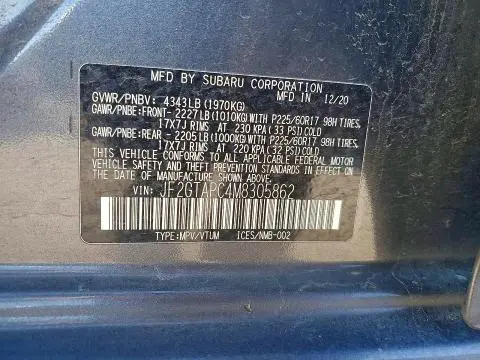 MFD. BY SUBARU CORPORATION
GVWR/PNBV: 4343LB (1970KG) MFD. IN 12/20
GAWR/PNBE:FRONT- 2227LB (1010KG) WITH P225/60R17 98H TIRES,
17X7J RIMS AT 230 KPA (33 PSI) COLD
GAWR/PNBE:REAR - 2205LB (1000KG) WITH P225/60R17 98H TIRES,
17X7J RIMS AT 220 KPA (32 PSI) COLD
THIS VEHICLE CONFORMS TO ALL APPLICABLE FEDERAL MOTOR
VEHICLE SAFETY AND THEFT PREVENTION STANDARDS IN EFFECT ON
THE DATE OF MANUFACTURE SHOWN ABOVE.
VIN: JF2GTAPC4M8305862
TYPE:MPV/VTUM ICES/NMB-002